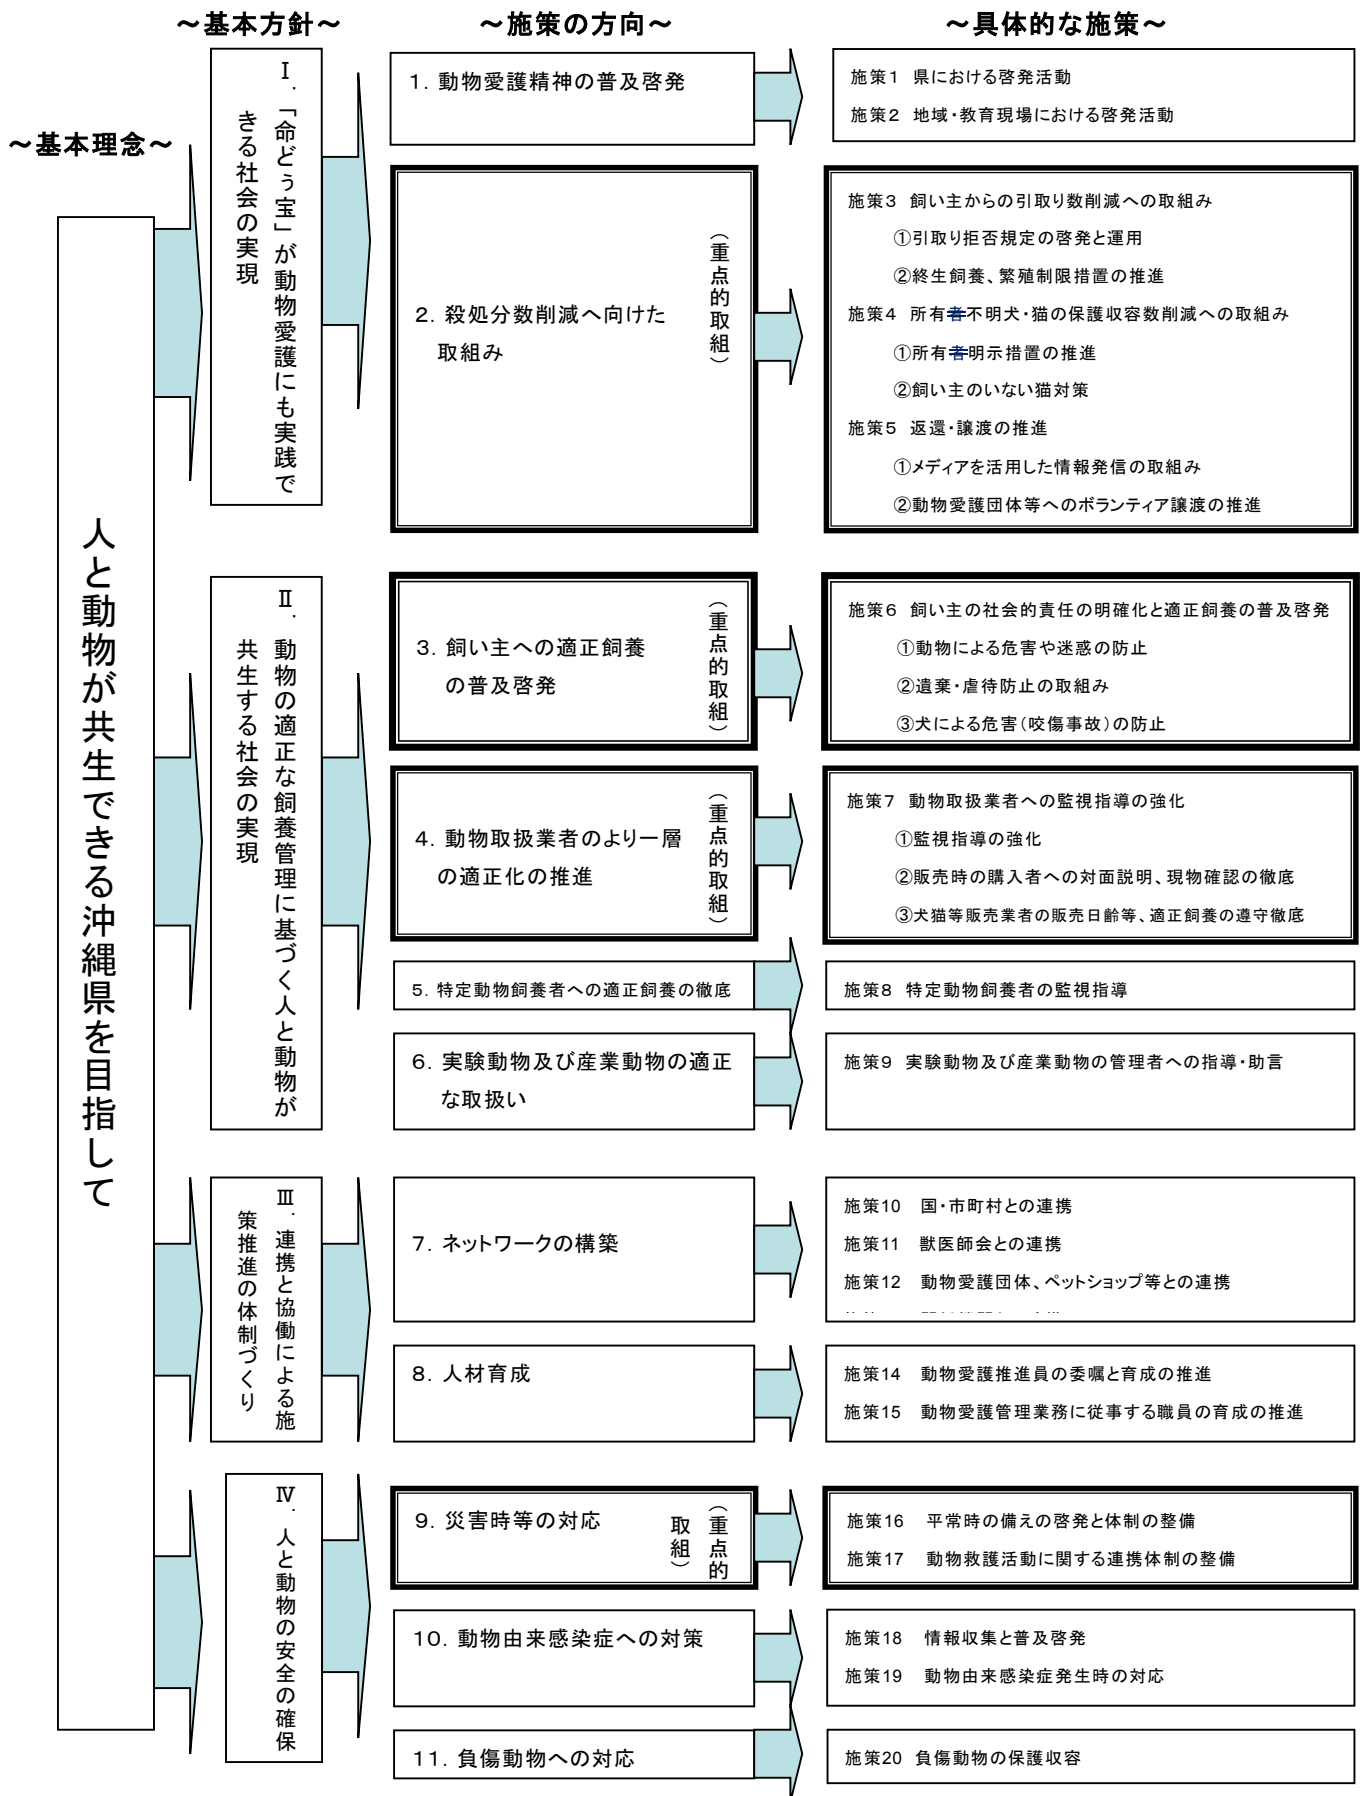 ～基本理念～
～基本方針～
～施策の方向～
～具体的な施策～
人と動物が共生できる沖縄県を目指して
Ⅰ．「命どぅ宝」が動物愛護にも実践で
きる社会の実現
1．動物愛護精神の普及啓発
施策1　県における啓発活動
施策2　地域・教育現場における啓発活動
2．殺処分数削減へ向けた
取組み
（重点的取組）
施策3　飼い主からの引取り数削減への取組み
①引取り拒否規定の啓発と運用
②終生飼養、繁殖制限措置の推進
施策4　所有者不明犬・猫の保護収容数削減への取組み
①所有者明示措置の推進
②飼い主のいない猫対策
施策5　返還・譲渡の推進
①メディアを活用した情報発信の取組み
②動物愛護団体等へのボランティア譲渡の推進
Ⅱ．動物の適正な飼養管理に基づく人と動物が
共生する社会の実現
3．飼い主への適正飼養
の普及啓発
（重点的取組）
施策6　飼い主の社会的責任の明確化と適正飼養の普及啓発
①動物による危害や迷惑の防止
②遺棄・虐待防止の取組み
③犬による危害（咬傷事故）の防止
4．動物取扱業者のより一層
の適正化の推進
（重点的取組）
施策7　動物取扱業者への監視指導の強化
①監視指導の強化
②販売時の購入者への対面説明、現物確認の徹底
③犬猫等販売業者の販売日齢等、適正飼養の遵守徹底
5．特定動物飼養者への適正飼養の徹底
施策8　特定動物飼養者の監視指導
6．実験動物及び産業動物の適正
な取扱い
施策9　実験動物及び産業動物の管理者への指導・助言
Ⅲ．連携と協働による施
策推進の体制づくり
7．ネットワークの構築
施策10　国・市町村との連携
施策11　獣医師会との連携
施策12　動物愛護団体、ペットショップ等との連携
8．人材育成
施策14　動物愛護推進員の委嘱と育成の推進
施策15　動物愛護管理業務に従事する職員の育成の推進
Ⅳ．人と動物の安全の確保
9．災害時等の対応
（重点的
取組）
施策16　平常時の備えの啓発と体制の整備
施策17　動物救護活動に関する連携体制の整備
10．動物由来感染症への対策
施策18　情報収集と普及啓発
施策19　動物由来感染症発生時の対応
11．負傷動物への対応
施策20　負傷動物の保護収容